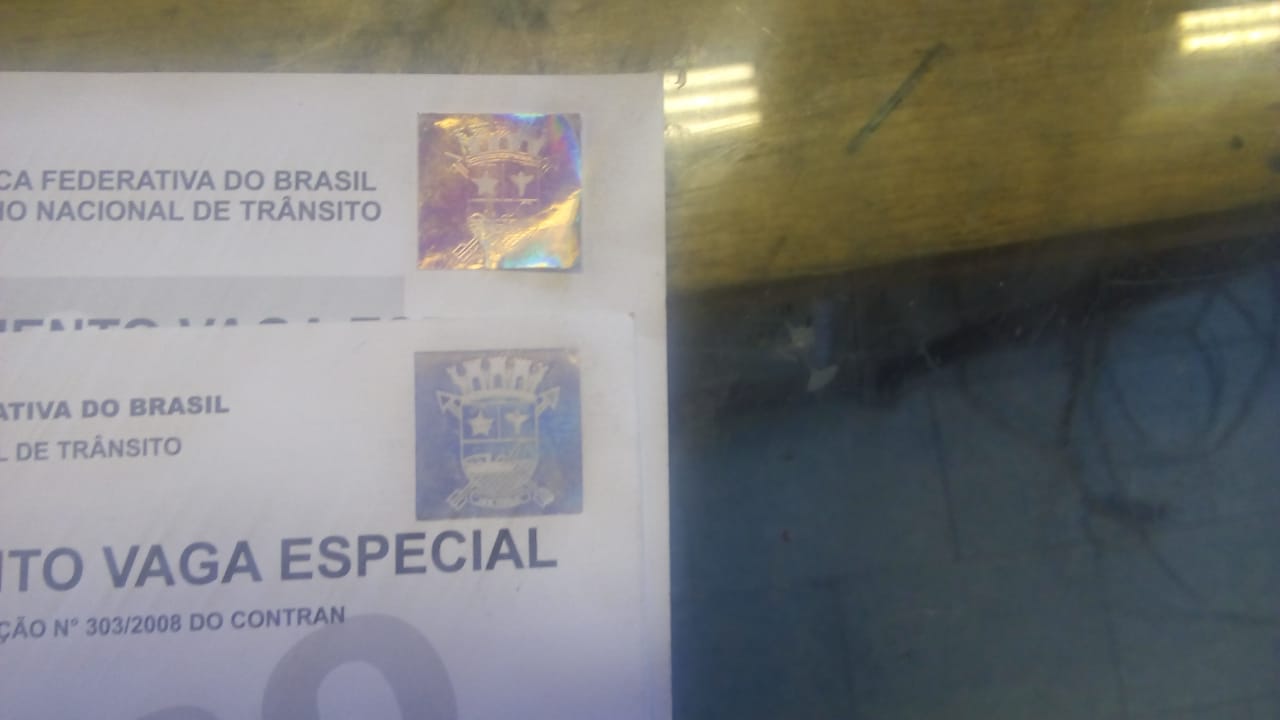 CA FEDERATIVA DO BRASIL
IO NACIONAL DE TRÂNSITO
ATIVA DO BRASIL
L DE TRÂNSITO
ITO VAGA ESPECIAL
ÇÃO N° 303/2008 DO CONTRAN